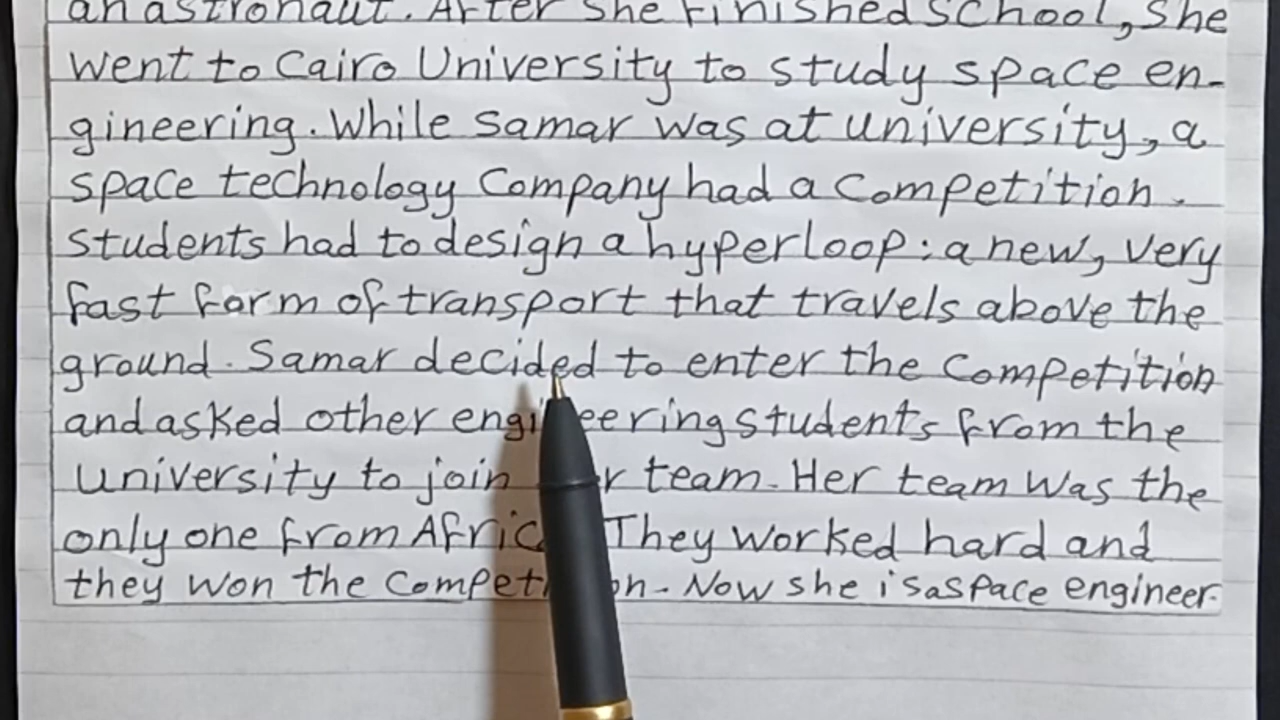 an astronaut. After she finished school, she
went to Cairo University to study space en-
gineering. While Samar was at university, a
space technology Company had a Competition.
Students had to design a hyperloop: a new, very
fast form of transport that travels above the
ground. Samar decided to enter the Competition
and asked other engineering students from the
University to join team. Her team was the
only one from Africa They worked hard and
they won the Competition. Now she is a space engineer.